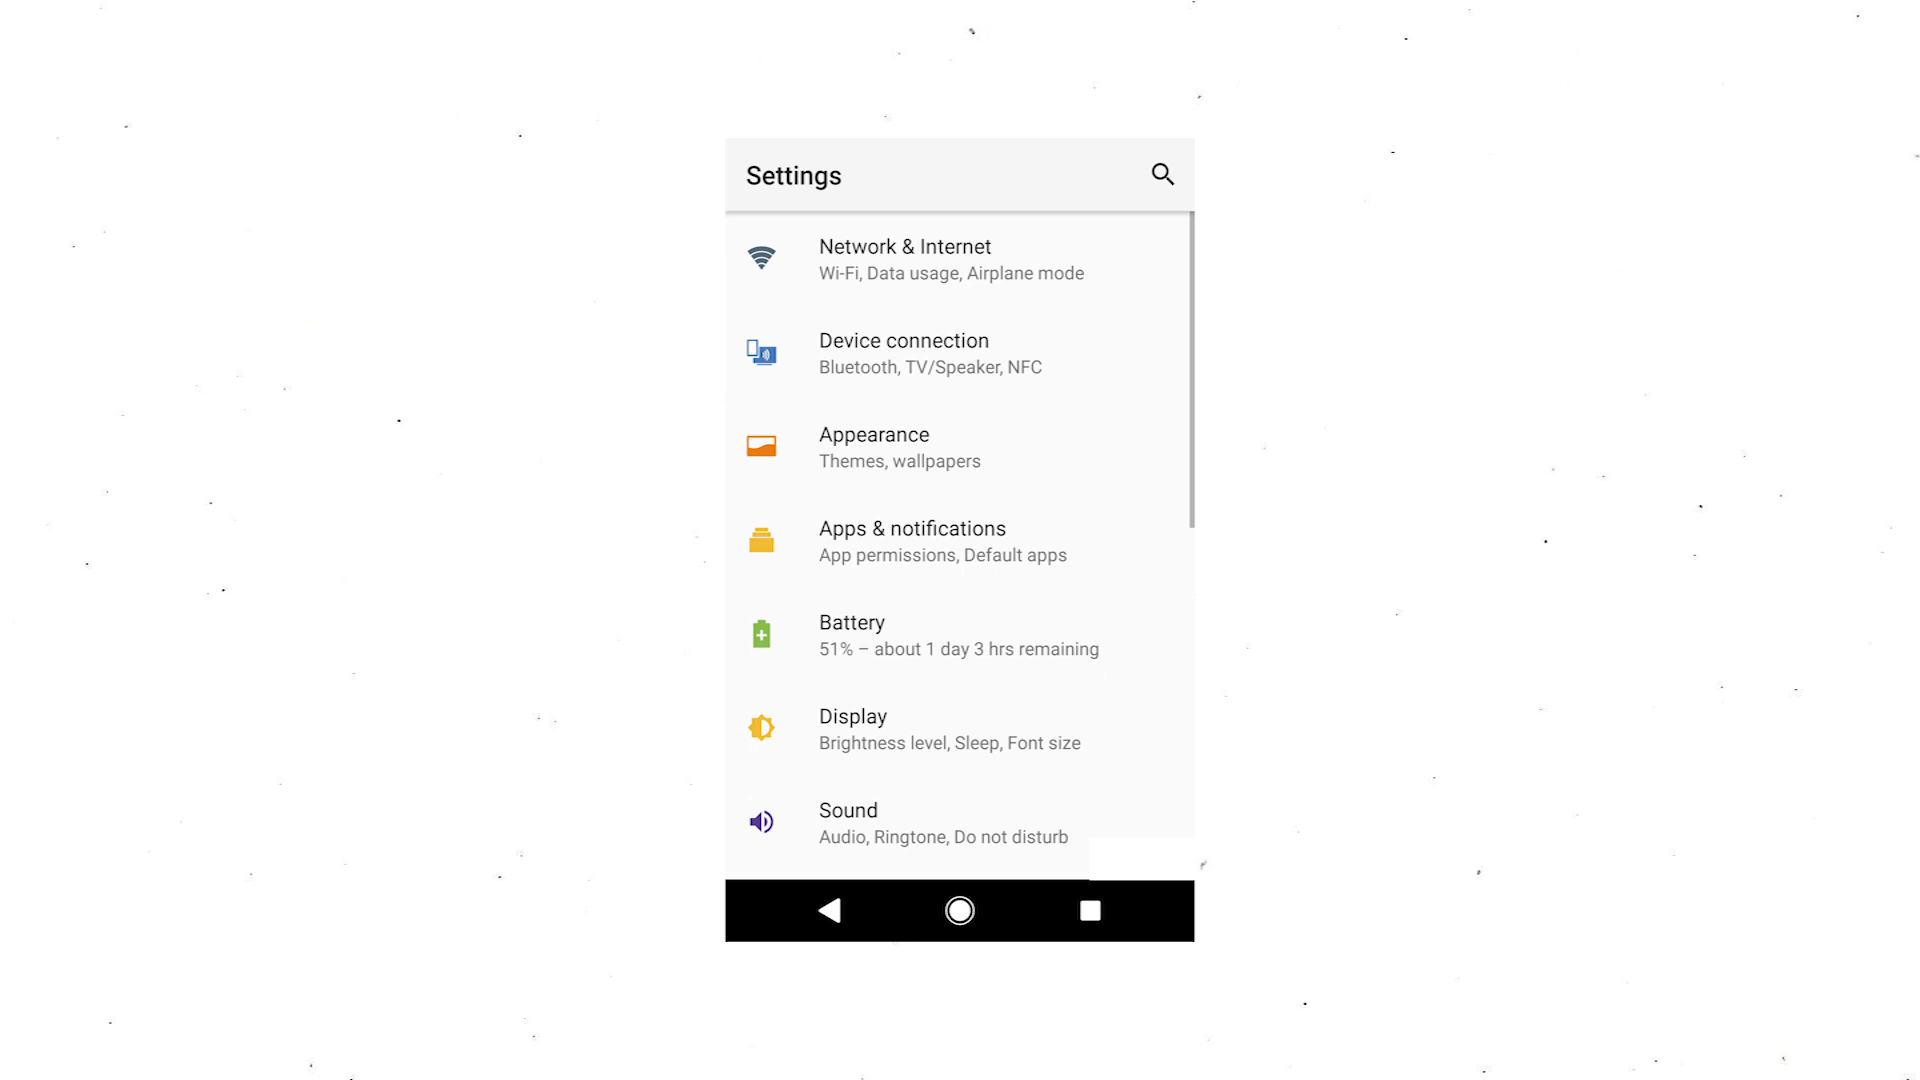 Settings
Network & Internet
Wi-Fi, Data usage, Airplane mode
Device connection
Bluetooth, TV/Speaker, NFC
Appearance
Themes, wallpapers
Apps & notifications
App permissions, Default apps
Battery
51% – about 1 day 3 hrs remaining
Display
Brightness level, Sleep, Font size
Sound
Audio, Ringtone, Do not disturb